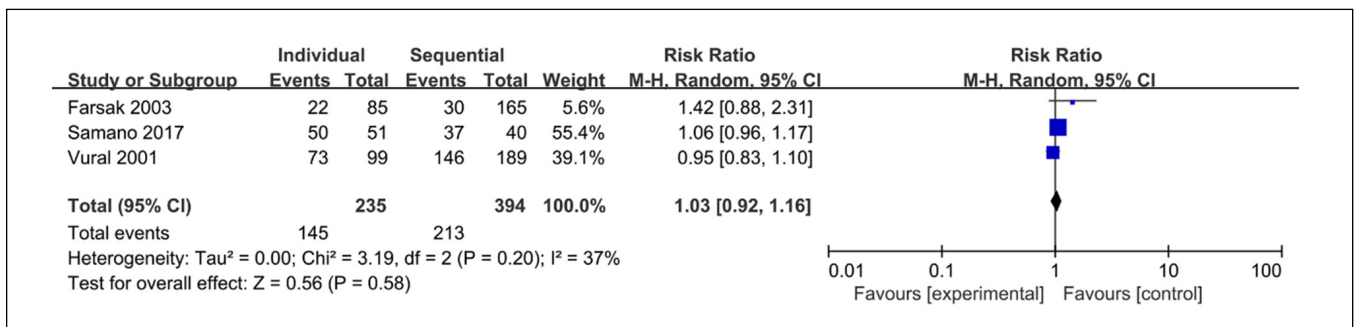 Individual Sequential Risk Ratio Risk Ratio
Study or Subgroup Events Total Events Total Weight M-H, Random, 95% CI M-H, Random, 95% CI
Farsak 2003 22 85 30 165 5.6% 1.42 [0.88, 2.31]
Samano 2017 50 51 37 40 55.4% 1.06 [0.96, 1.17]
Vural 2001 73 99 146 189 39.1% 0.95 [0.83, 1.10]
Total (95% CI) 235 394 100.0% 1.03 [0.92, 1.16]
Total events 145 213
Heterogeneity: Tau² = 0.00; Chi² = 3.19, df = 2 (P = 0.20); I² = 37%
Test for overall effect: Z = 0.56 (P = 0.58)
0.01 0.1 1 10 100
Favours [experimental] Favours [control]